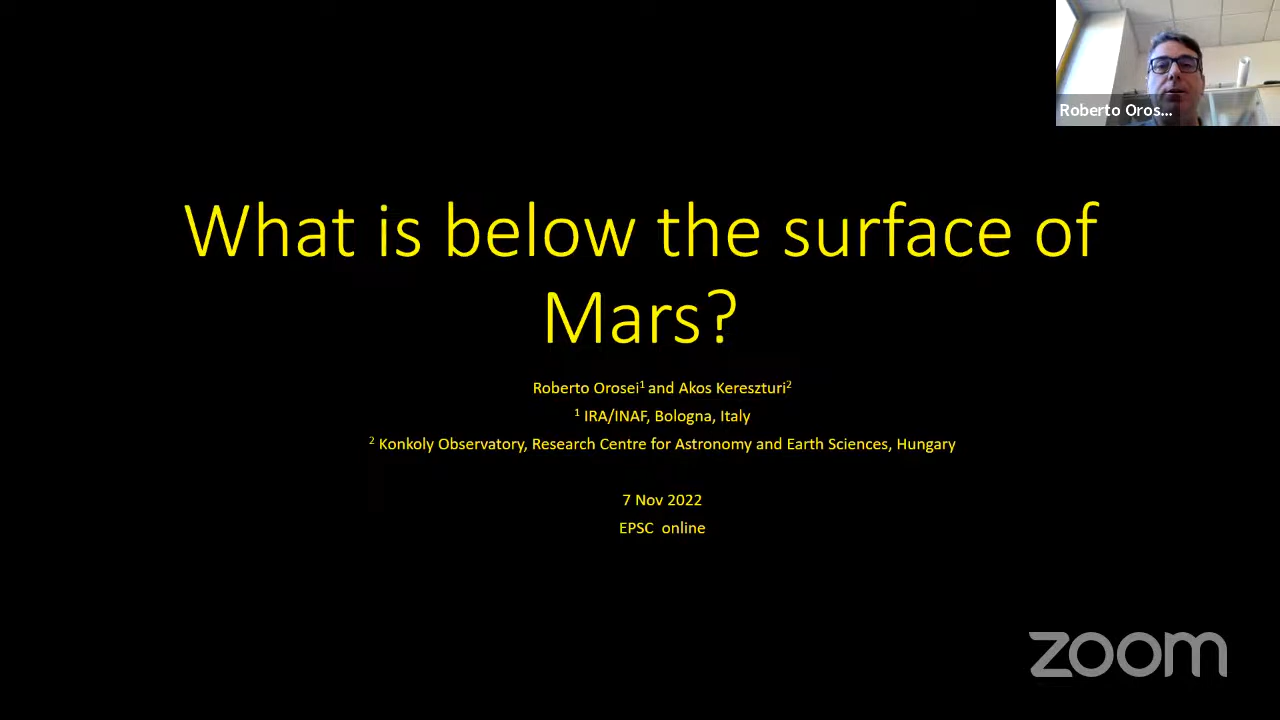 Roberto Oros...
What is below the surface of
Mars?
Roberto Orosei¹ and Akos Kereszturi²
¹ IRA/INAF, Bologna, Italy
² Konkoly Observatory, Research Centre for Astronomy and Earth Sciences, Hungary
7 Nov 2022
EPSC online
zoom